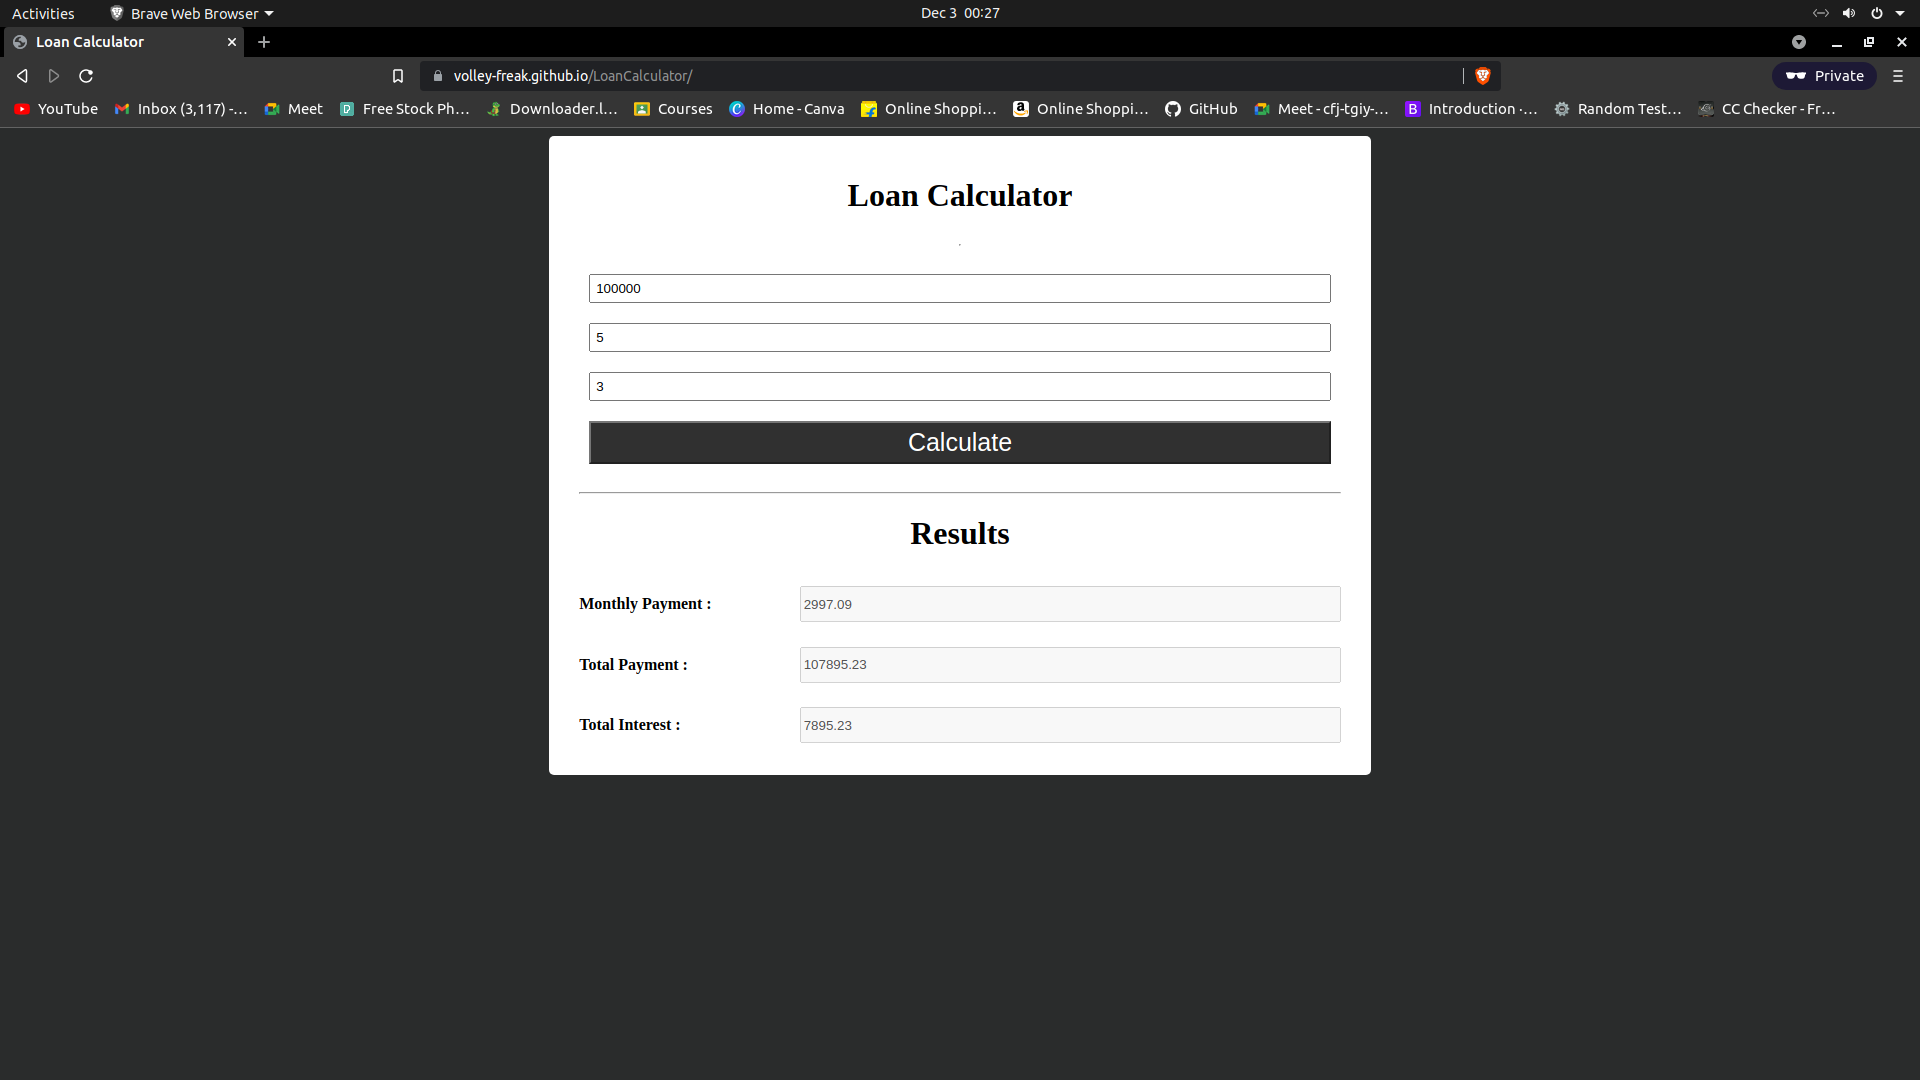 Activities
Brave Web Browser
Dec 3 00:27
Loan Calculator
volley-freak.github.io/LoanCalculator/
Private
YouTube
Inbox (3,117) -...
Meet
Free Stock Ph...
Downloader.l...
Courses
Home - Canva
Online Shoppi...
Online Shoppi...
GitHub
Meet - cfj-tgiy-...
Introduction ·...
Random Test...
CC Checker - Fr...
Loan Calculator
100000
5
3
Calculate
Results
Monthly Payment :
2997.09
Total Payment :
107895.23
Total Interest :
7895.23